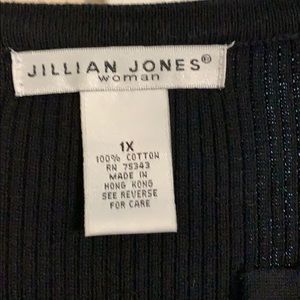 JILLIAN JONES®
woman
1X
100% COTTON
RN 75343
MADE IN
HONG KONG
SEE REVERSE
FOR CARE